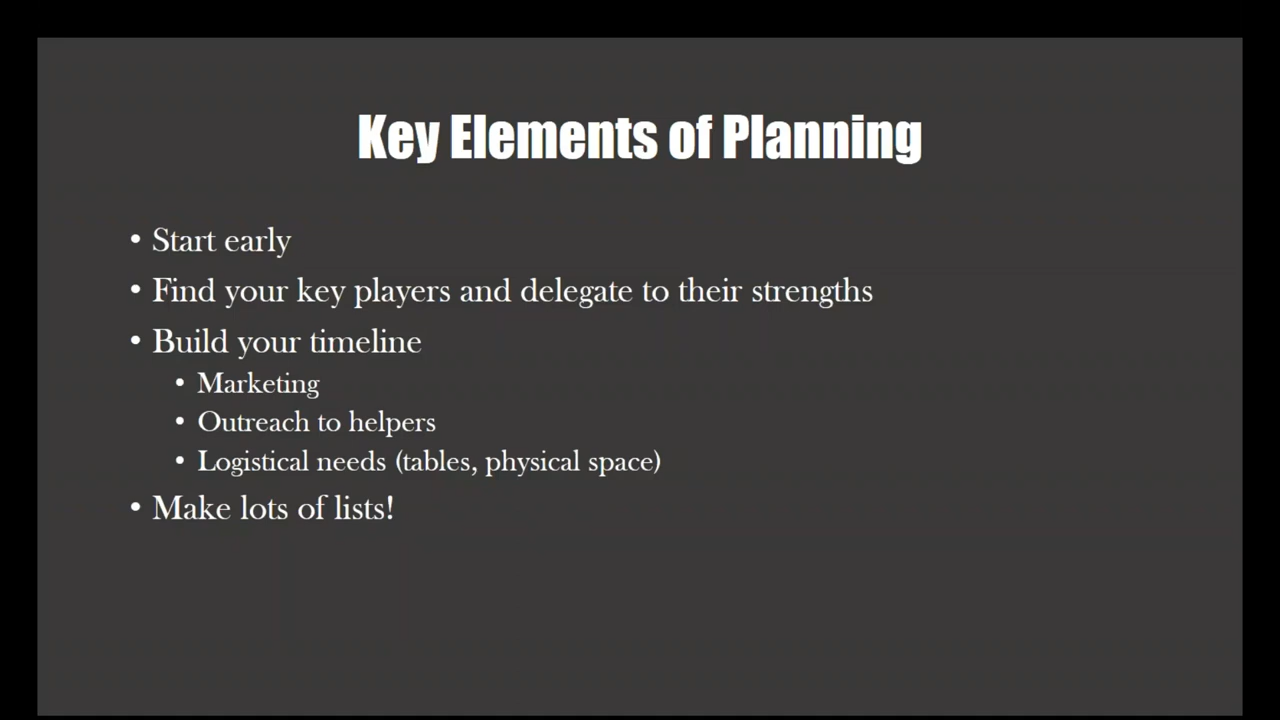 Key Elements of Planning
• Start early
• Find your key players and delegate to their strengths
• Build your timeline
• Marketing
• Outreach to helpers
• Logistical needs (tables, physical space)
• Make lots of lists!